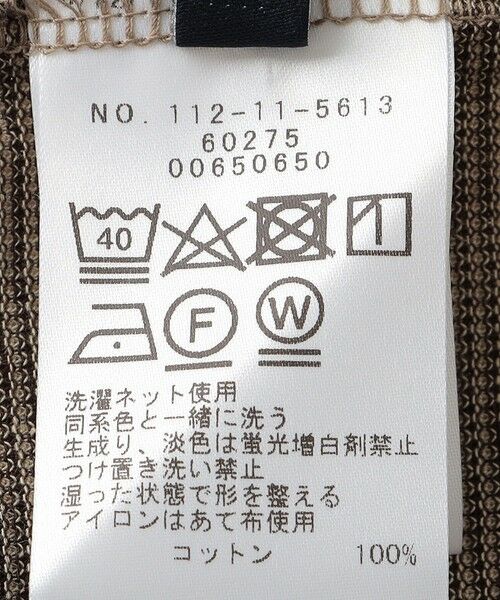 NO. 112-11-5613
60275
00650650
40
F W
洗濯ネット使用
同系色と一緒に洗う
生成り、淡色は蛍光増白剤禁止
つけ置き洗い禁止
湿った状態で形を整える
アイロンはあて布使用
コットン 100%